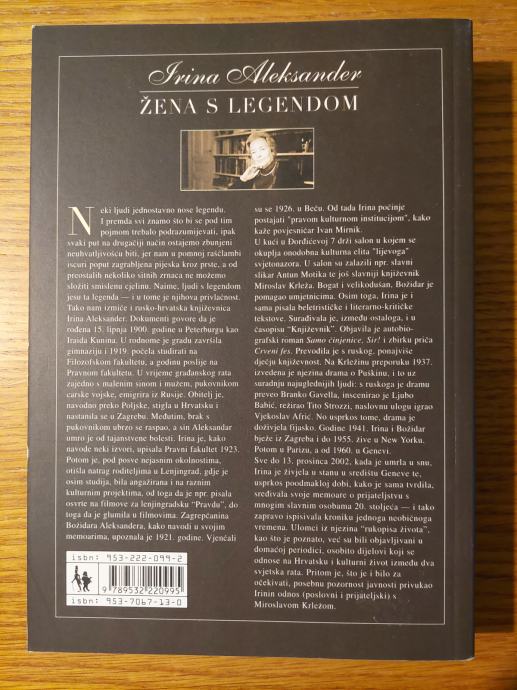 Irina Aleksander
ŽENA S LEGENDOM
Neki ljudi jednostavno nose legendu.
I premda svi znamo što bi se pod tim
pojmom trebalo podrazumijevati, ipak
svaki put na drugačiji način ostajemo zbunjeni
neuhvatljivošću biti, jer nam u pomnoj raščlambi
iscuri poput zagrabljena pijeska kroz prste, a od
preostalih nekoliko sitnih zrnaca ne možemo
složiti smislenu cjelinu. Naime, ljudi s legendom
jesu ta legenda — i u tome je njihova privlačnost.
Tako nam izmiče i rusko-hrvatska književnica
Irina Aleksander. Dokumenti govore da je
rođena 15. lipnja 1900. godine u Peterburgu kao
Iraida Kunina. U rodnome je gradu završila
gimnaziju i 1919. počela studirati na
Filozofskom fakultetu, a godinu poslije na
Pravnom fakultetu. U vrijeme građanskog rata
zajedno s malenim sinom i mužem, pukovnikom
carske vojske, emigrira iz Rusije. Obitelj je,
navodno preko Poljske, stigla u Hrvatsku i
nastanila se u Zagrebu. Međutim, brak s
pukovnikom ubrzo se raspao, a sin Aleksandar
umro je od tajanstvene bolesti. Irina je, kako
navode neki izvori, upisala Pravni fakultet 1923.
Potom je, pod posve nejasnim okolnostima,
otišla natrag roditeljima u Lenjingrad, gdje je
osim studija, bila angažirana i na raznim
kulturnim projektima, od toga da je npr. pisala
osvrte na filmove za lenjingradsku "Pravdu", do
toga da je glumila u filmovima. Zagrepčanina
Božidara Aleksandera, kako navodi u svojim
memoarima, upoznala je 1921. godine. Vjenčali
su se 1926. u Beču. Od tada Irina počinje
postajati "pravom kulturnom institucijom", kako
kaže povjesničar Ivan Mirnik.
U kući u Đorđićevoj 7 drži salon u kojem se
okuplja onodobna kulturna elita "lijevoga"
svjetonazora. U salon su zalazili npr. slavni
slikar Antun Motika te još slavniji književnik
Miroslav Krleža. Bogat i velikodušan, Božidar je
pomagao umjetnicima. Osim toga, Irina je i
sama pisala beletrističke i literarno-kritičke
tekstove. Surađivala je, između ostaloga, i u
časopisu "Književnik". Objavila je autobio-
grafski roman Samo činjenice, Sir! i zbirku priča
Crveni fes. Prevodila je s ruskog, ponajviše
dječju književnost. Na Krležinu preporuku 1937.
izvedena je njezina drama o Puškinu, i to uz
suradnju najuglednijih ljudi: s ruskoga je dramu
preveo Branko Gavella, inscenirao je Ljubo
Babić, režirao Tito Strozzi, naslovnu ulogu igrao
Vjekoslav Afrić. No usprkos tome, drama je
doživjela fijasko. Godine 1941. Irina i Božidar
bježe iz Zagreba i do 1955. žive u New Yorku.
Potom u Parizu, a od 1960. u Genevi.
Sve do 13. prosinca 2002, kada je umrla u snu,
Irina je živjela u stanu u središtu Geneve te,
usprkos poodmakloj dobi, kako je sama tvrdila,
sređivala svoje memoare o prijateljstvu s
mnogim slavnim osobama 20. stoljeća — i tako
zapravo ispisivala kroniku jednoga neobičnoga
vremena. Ulomci iz njezina "rukopisa života",
kao što je poznato, već su bili objavljivani u
domaćoj periodici, osobito dijelovi koji se
odnose na Hrvatsku i kulturni život između dva
svjetska rata. Pritom je, što je i bilo za
očekivati, posebnu pozornost javnosti privukao
Irinin odnos (poslovni i prijateljski) s
Miroslavom Krležom.
isbn: 953-222-099-2
9 789532 220995
isbn: 953-7067-13-0